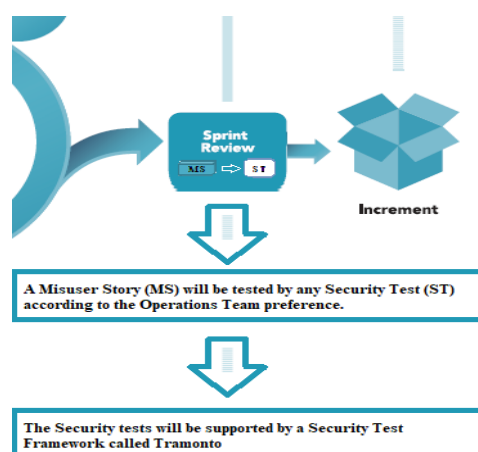 Sprint
Review
MS
ST
Increment
A Misuser Story (MS) will be tested by any Security Test (ST)
according to the Operations Team preference.
The Security tests will be supported by a Security Test
Framework called Tramonto